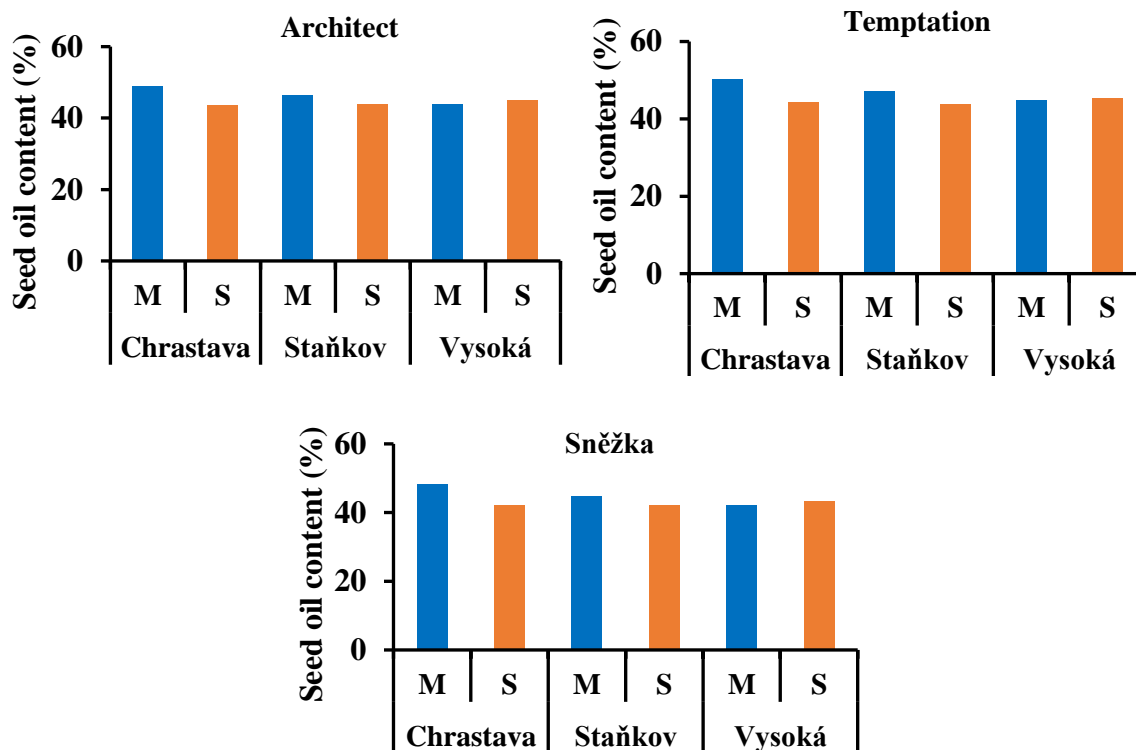 Architect
Seed oil content (%)
60
40
20
0
M S M S M S
Chrastava Staňkov Vysoká
Temptation
Seed oil content (%)
60
40
20
0
M S M S M S
Chrastava Staňkov Vysoká
Sněžka
Seed oil content (%)
60
40
20
0
M S M S M S
Chrastava Staňkov Vysoká